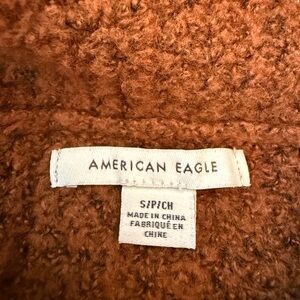 AMERICAN EAGLE
S/P/CH
MADE IN CHINA
FABRIQUÉ EN
CHINE